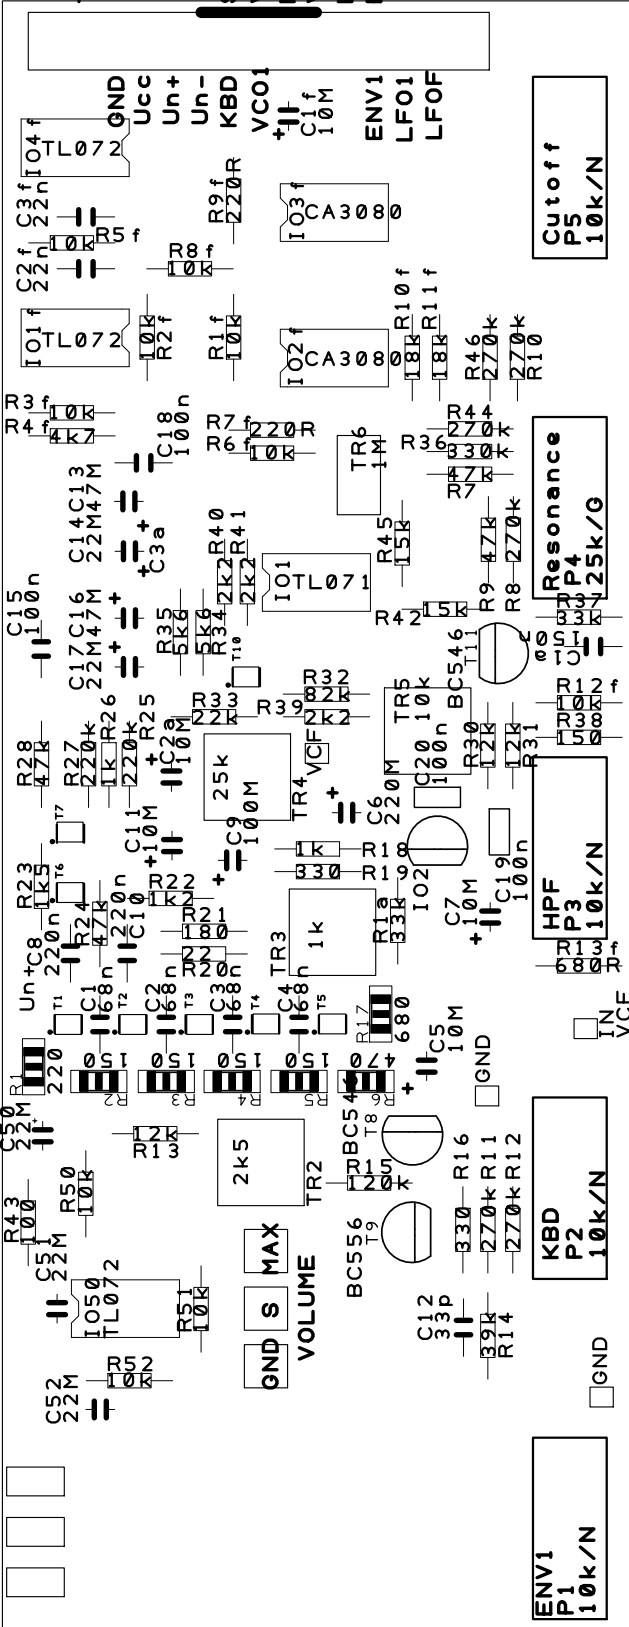 GND
Ucc
Un+
Un-
KBD
VCO1
C1f
10M
+
ENV1
LFO1
LFOF
IO4f
TL072
C3f
22n
R5f
10k
C2f
22n
R9f
220R
IO3f
CA3080
R8f
10k
Cutoff
P5
10k/N
IO1f
TL072
10k
R2f
R1f
10k
IO2f
CA3080
R10f
18k
R11f
18k
R46
270k
270k
R10
R3f
10k
R4f
4k7
C18
100n
R7f
220R
R6f
10k
TR6
1M
R44
270k
R36
330k
47k
R7
C13
47M
C14
22M
+
C3a
+
R40
2k2
R41
2k2
IO1
TL071
R45
15k
R9
47k
R8
270k
Resonance
P4
25k/G
C15
100n
C16
47M
+
C17
22M
+
R35
5k6
5k6
R34
T10
R42
15k
BC546
T11
R37
33k
C1a
150p
R32
82k
R33
22k
R39
2k2
VCF
TR5
10k
R12f
10k
R38
150
R28
47k
R27
220k
R26
1k
R25
220k
C2a
10M
+
25k
TR4
C20
100n
R30
12k
12k
R31
T7
C11
10M
+
C9
100M
+
C6
220M
+
1k
R18
330
R19
IO2
C19
100n
HPF
P3
10k/N
R23
1k5
T6
R24
47k
220n
C10
R22
1k2
R21
180
22
R20
TR3
1k
R1a
33k
C7
10M
+
R13f
680R
Un+
C8
220n
T1
C1
68n
T2
C2
68n
T3
C3
68n
T4
C4
68n
T5
R17
680
C5
10M
+
IN
VCF
GND
R1
220
150
R2
150
R3
150
R4
150
R5
470
R6
C50
22M
12k
R13
2k5
TR2
BC546
T8
R15
120k
R16
330
R11
270k
R12
270k
R43
100
R50
10k
BC556
T9
KBD
P2
10k/N
C51
22M
IO50
TL072
R51
10k
MAX
S
GND
VOLUME
C12
33p
39k
R14
R52
10k
C52
22M
GND
ENV1
P1
10k/N